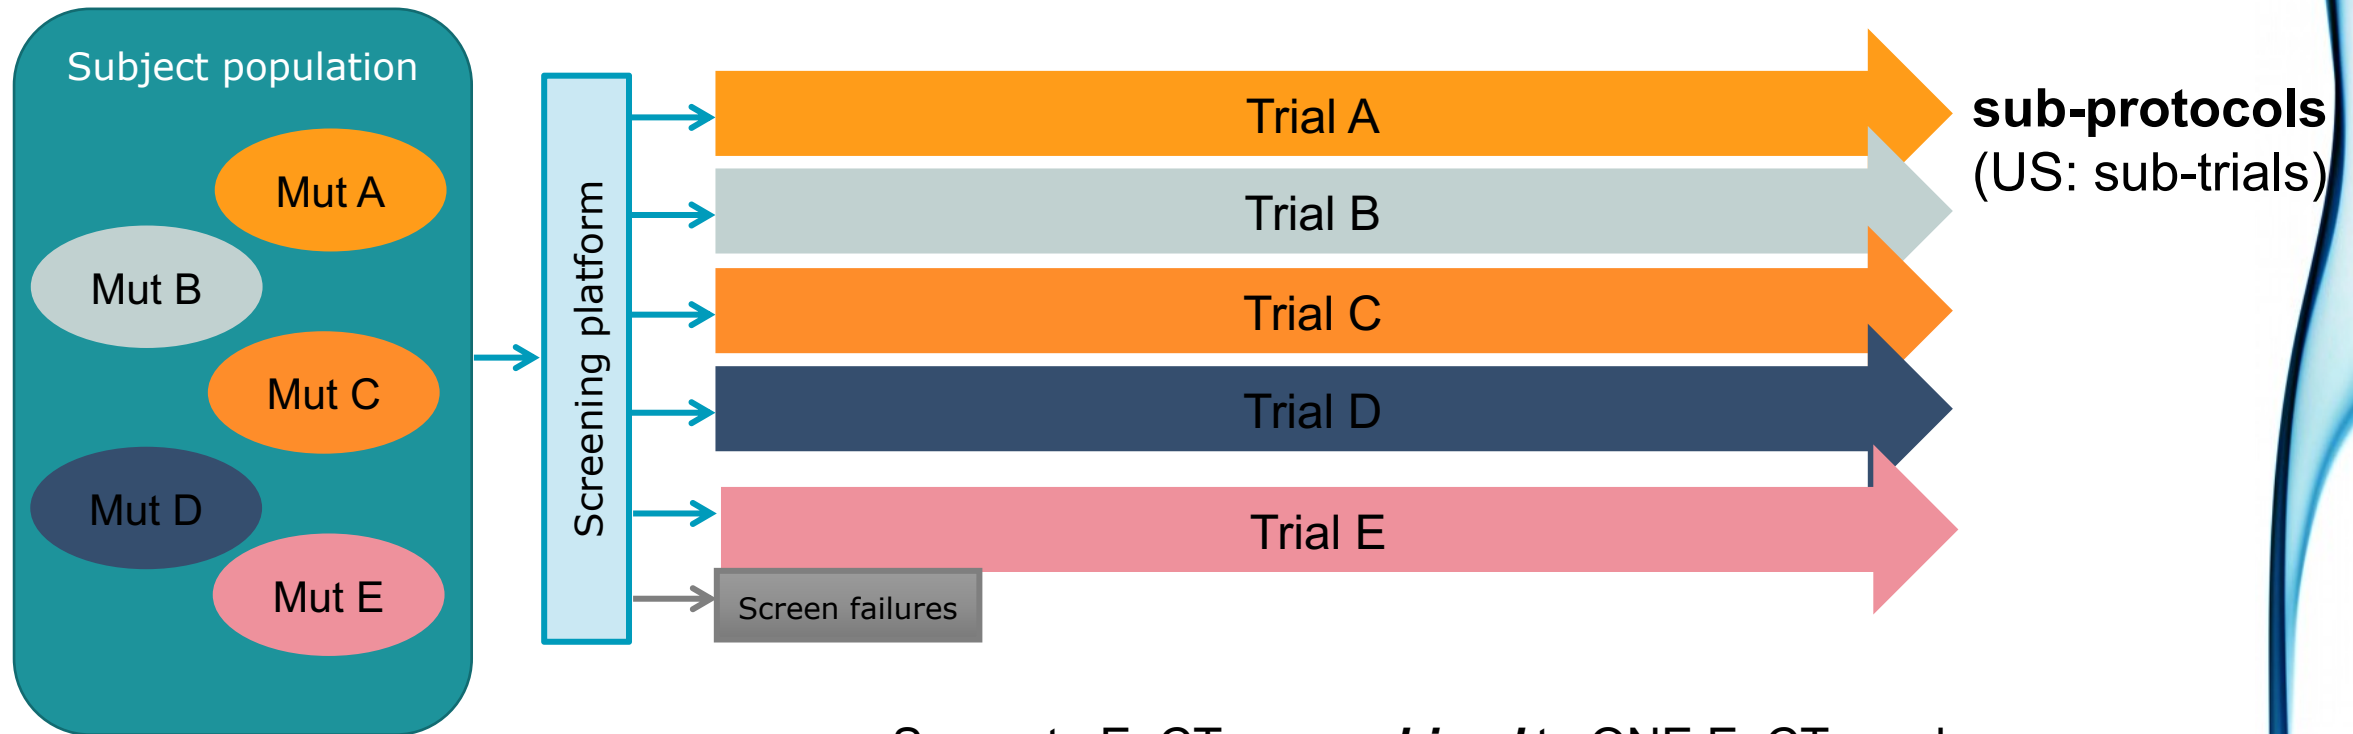 Subject population
Mut A
Mut B
Mut C
Mut D
Mut E
Screening platform
Trial A
Trial B
Trial C
Trial D
Trial E
Screen failures
sub-protocols
(US: sub-trials)